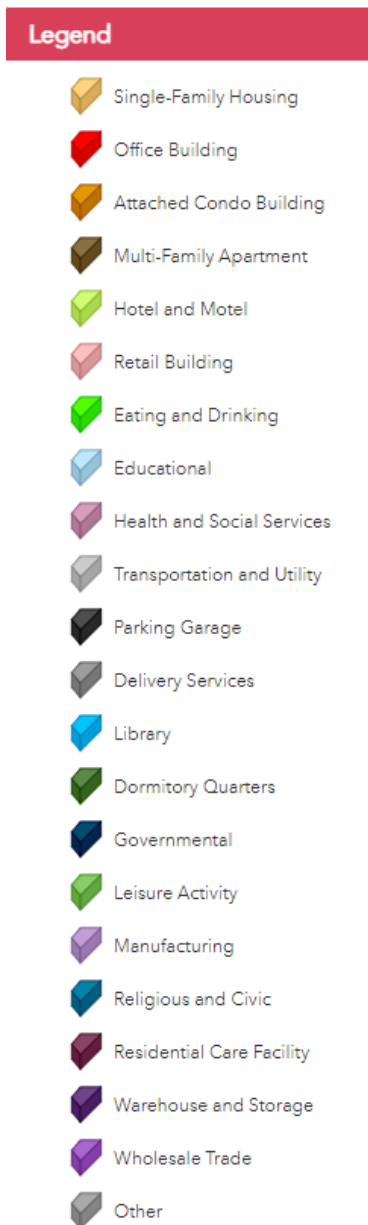 Legend
Single-Family Housing
Office Building
Attached Condo Building
Multi-Family Apartment
Hotel and Motel
Retail Building
Eating and Drinking
Educational
Health and Social Services
Transportation and Utility
Parking Garage
Delivery Services
Library
Dormitory Quarters
Governmental
Leisure Activity
Manufacturing
Religious and Civic
Residential Care Facility
Warehouse and Storage
Wholesale Trade
Other